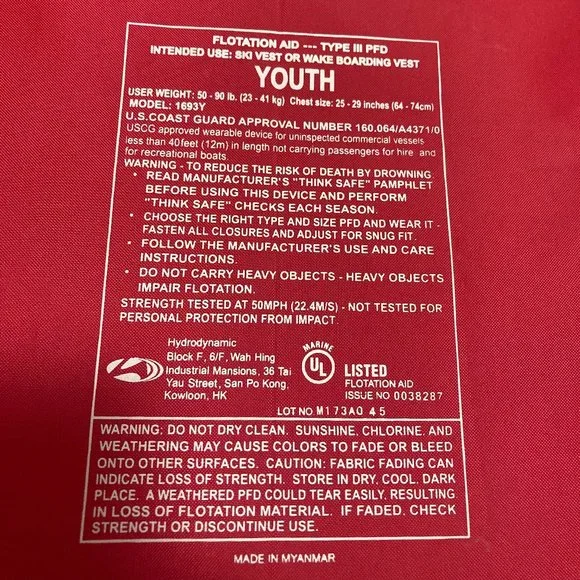 FLOTATION AID --- TYPE III PFD
INTENDED USE: SKI VEST OR WAKE BOARDING VEST
YOUTH
USER WEIGHT: 50 - 90 lb. (23 - 41 kg) Chest size: 25 - 29 inches (64 - 74cm)
MODEL: 1693Y
U.S.COAST GUARD APPROVAL NUMBER 160.064/A4371/0
USCG approved wearable device for uninspected commercial vessels
less than 40feet (12m) in length not carrying passengers for hire and
for recreational boats
WARNING - TO REDUCE THE RISK OF DEATH BY DROWNING
• READ MANUFACTURER'S "THINK SAFE" PAMPHLET
BEFORE USING THIS DEVICE AND PERFORM
"THINK SAFE" CHECKS EACH SEASON.
• CHOOSE THE RIGHT TYPE AND SIZE PFD AND WEAR IT -
FASTEN ALL CLOSURES AND ADJUST FOR SNUG FIT.
• FOLLOW THE MANUFACTURER'S USE AND CARE
INSTRUCTIONS.
• DO NOT CARRY HEAVY OBJECTS - HEAVY OBJECTS
IMPAIR FLOTATION.
STRENGTH TESTED AT 50MPH (22.4M/S) - NOT TESTED FOR
PERSONAL PROTECTION FROM IMPACT.
Hydrodynamic
Block F, 6/F, Wah Hing
Industrial Mansions, 36 Tai
Yau Street, San Po Kong,
Kowloon, HK
MARINE
UL
LISTED
FLOTATION AID
ISSUE NO 0038287
LOT NO M173A0 45
WARNING: DO NOT DRY CLEAN. SUNSHINE, CHLORINE, AND
WEATHERING MAY CAUSE COLORS TO FADE OR BLEED
ONTO OTHER SURFACES. CAUTION: FABRIC FADING CAN
INDICATE LOSS OF STRENGTH. STORE IN DRY, COOL, DARK
PLACE. A WEATHERED PFD COULD TEAR EASILY, RESULTING
IN LOSS OF FLOTATION MATERIAL. IF FADED, CHECK
STRENGTH OR DISCONTINUE USE.
MADE IN MYANMAR